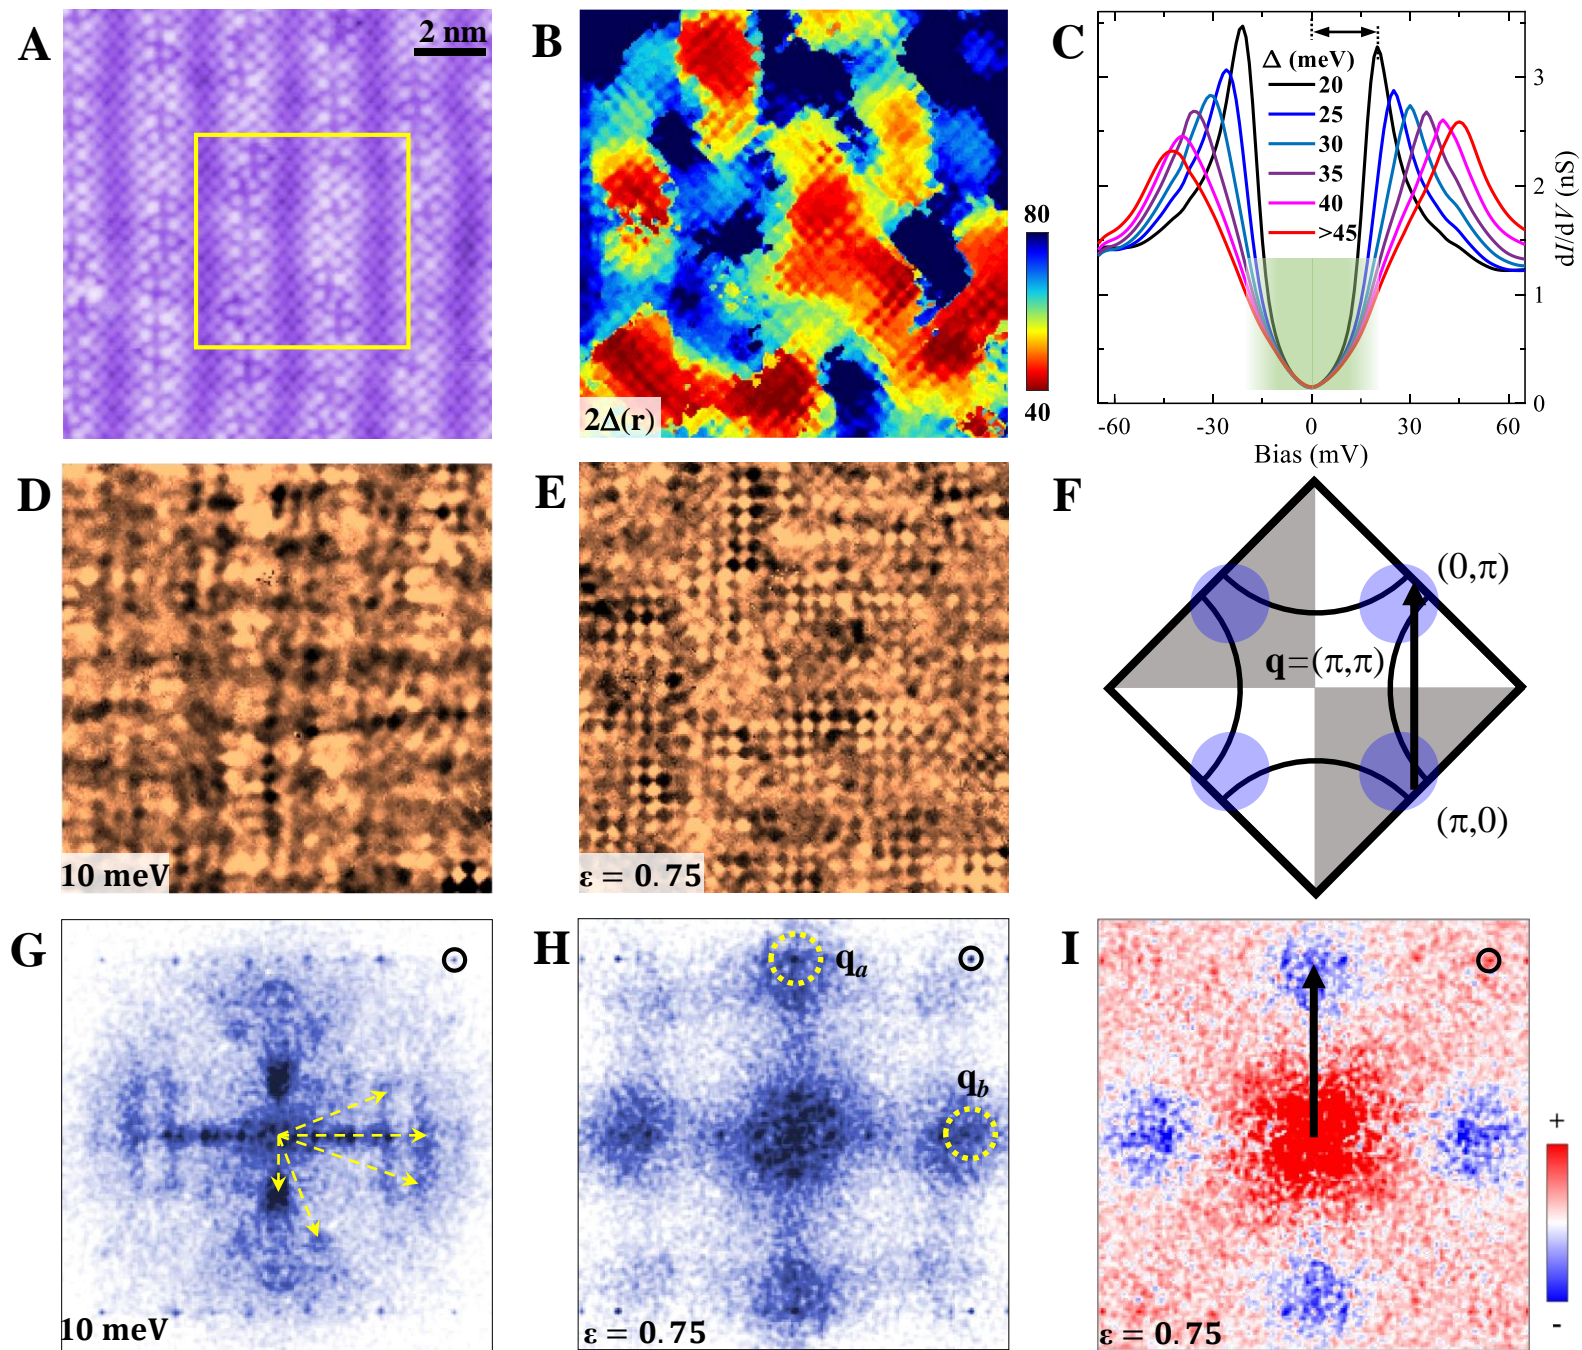 A
2 nm
B
2Δ(r)
80
40
C
Δ (meV)
20
25
30
35
40
>45
3
2
1
0
dI/dV (nS)
-60
-30
0
30
60
Bias (mV)
D
10 meV
E
ε = 0.75
F
(0,π)
q=(π,π)
(π,0)
G
10 meV
H
qa
qb
ε = 0.75
I
ε = 0.75
+
-